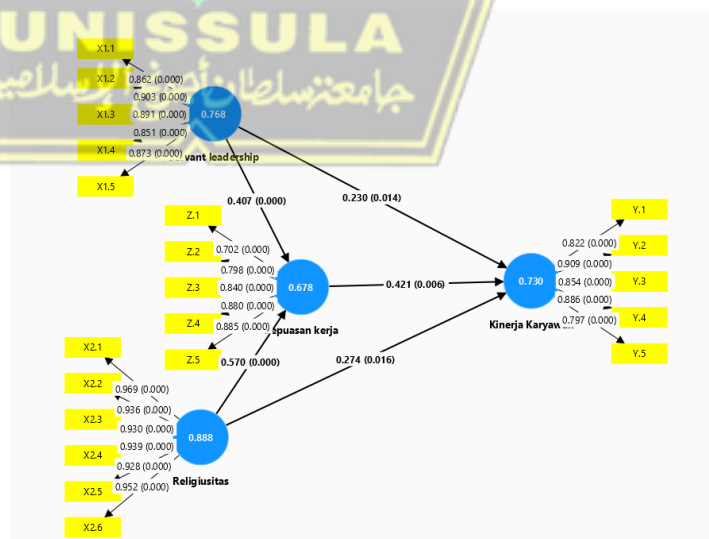 UNISSULA
جامعتسلطان أجونج الإسلامية
X1.1
X1.2
X1.3
X1.4
X1.5
0.862 (0.000)
0.903 (0.000)
0.891 (0.000)
0.851 (0.000)
0.873 (0.000)
0.768
vant leadership
0.407 (0.000)
0.230 (0.014)
Z.1
Z.2
Z.3
Z.4
Z.5
0.702 (0.000)
0.798 (0.000)
0.840 (0.000)
0.880 (0.000)
0.885 (0.000)
0.678
epuasan kerja
0.421 (0.006)
0.570 (0.000)
0.274 (0.016)
Y.1
Y.2
Y.3
Y.4
Y.5
0.822 (0.000)
0.909 (0.000)
0.854 (0.000)
0.886 (0.000)
0.797 (0.000)
0.730
Kinerja Karyaw...
X2.1
X2.2
X2.3
X2.4
X2.5
X2.6
0.969 (0.000)
0.936 (0.000)
0.930 (0.000)
0.939 (0.000)
0.928 (0.000)
0.952 (0.000)
0.888
Religiusitas